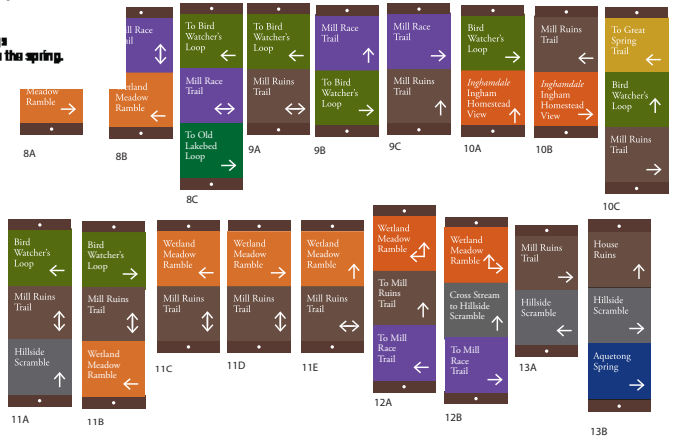 the spring.
Meadow
Ramble
8A
Mill Race
Trail
Wetland
Meadow
Ramble
8B
To Bird
Watcher's
Loop
Mill Race
Trail
To Old
Lakebed
Loop
8C
To Bird
Watcher's
Loop
Mill Ruins
Trail
9A
Mill Race
Trail
To Bird
Watcher's
Loop
9B
Mill Race
Trail
Mill Ruins
Trail
9C
Bird
Watcher's
Loop
Inghamdale
Ingham
Homestead
View
10A
Mill Ruins
Trail
Inghamdale
Ingham
Homestead
View
10B
To Great
Spring
Trail
Bird
Watcher's
Loop
Mill Ruins
Trail
10C
Bird
Watcher's
Loop
Mill Ruins
Trail
Hillside
Scramble
11A
Bird
Watcher's
Loop
Mill Ruins
Trail
Wetland
Meadow
Ramble
11B
Wetland
Meadow
Ramble
Mill Ruins
Trail
11C
Wetland
Meadow
Ramble
Mill Ruins
Trail
11D
Wetland
Meadow
Ramble
Mill Ruins
Trail
11E
Wetland
Meadow
Ramble
To Mill
Ruins
Trail
To Mill
Race
Trail
12A
Wetland
Meadow
Ramble
Cross Stream
to Hillside
Scramble
To Mill
Race
Trail
12B
Mill Ruins
Trail
Hillside
Scramble
13A
House
Ruins
Hillside
Scramble
Aquetong
Spring
13B